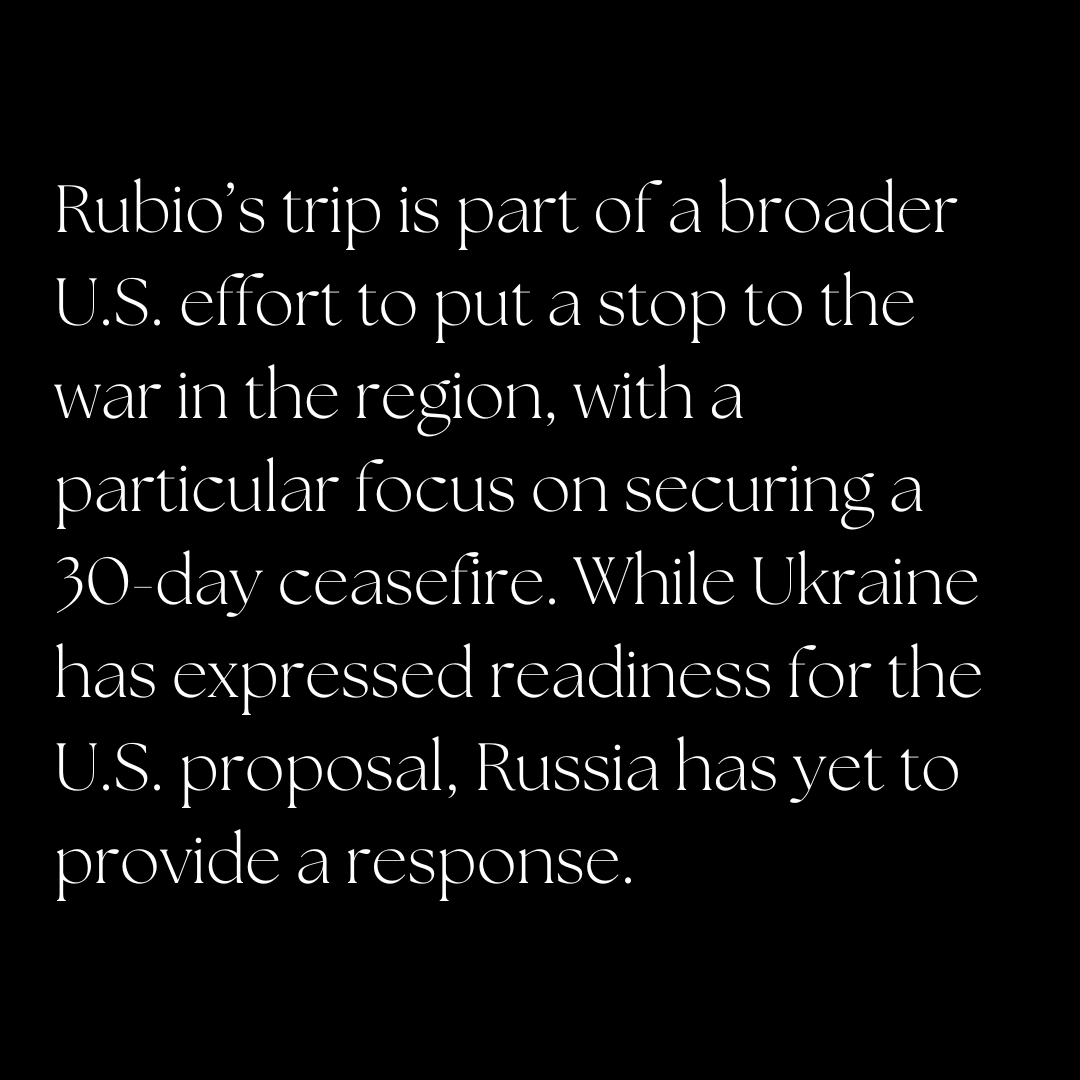 Rubio’s trip is part of a broader
U.S. effort to put a stop to the
war in the region, with a
particular focus on securing a
30-day ceasefire. While Ukraine
has expressed readiness for the
U.S. proposal, Russia has yet to
provide a response.